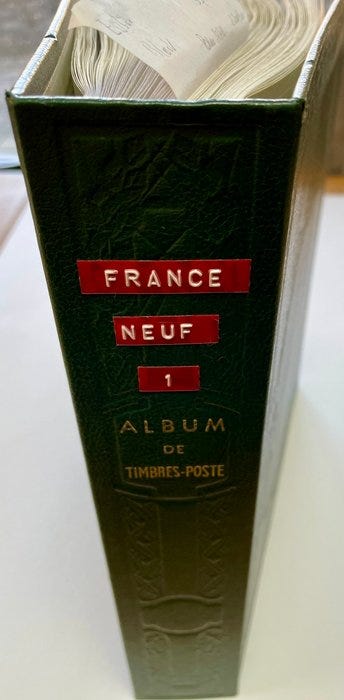 FRANCE
NEUF
1
ALBUM
DE
TIMBRES-POSTE